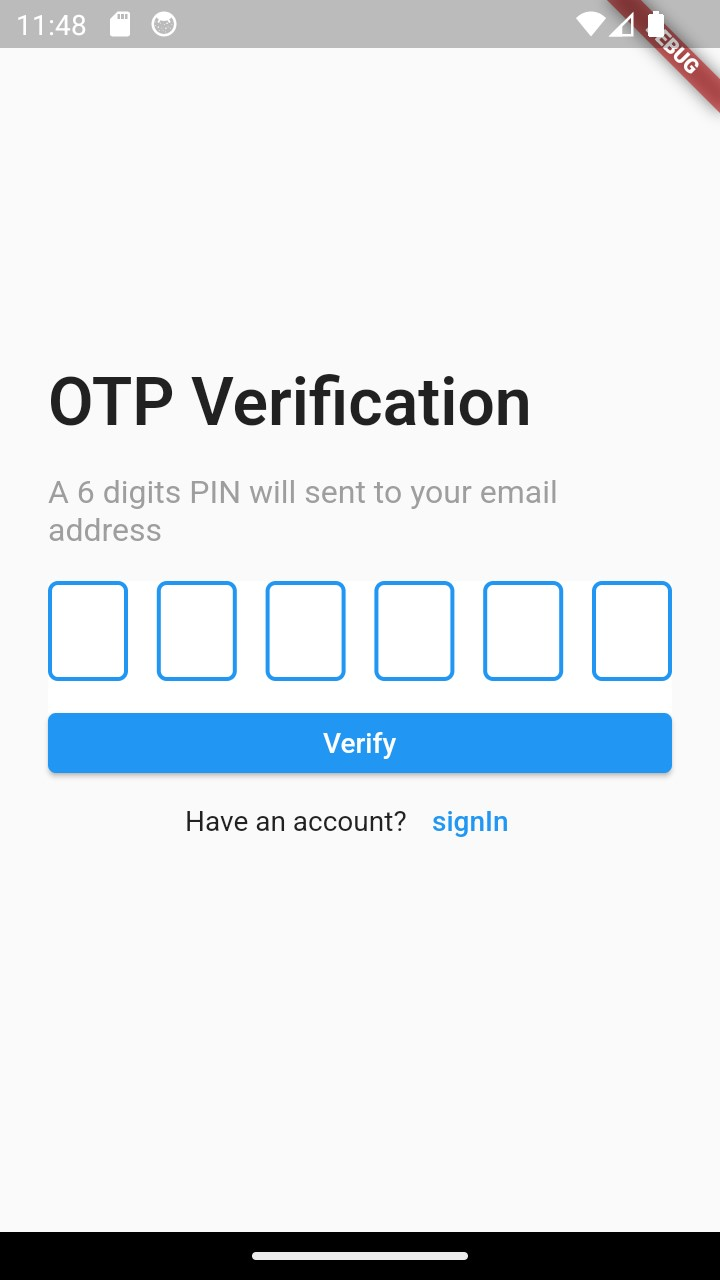 11:48
EBUG
OTP Verification
A 6 digits PIN will sent to your email
address
Verify
Have an account? signIn